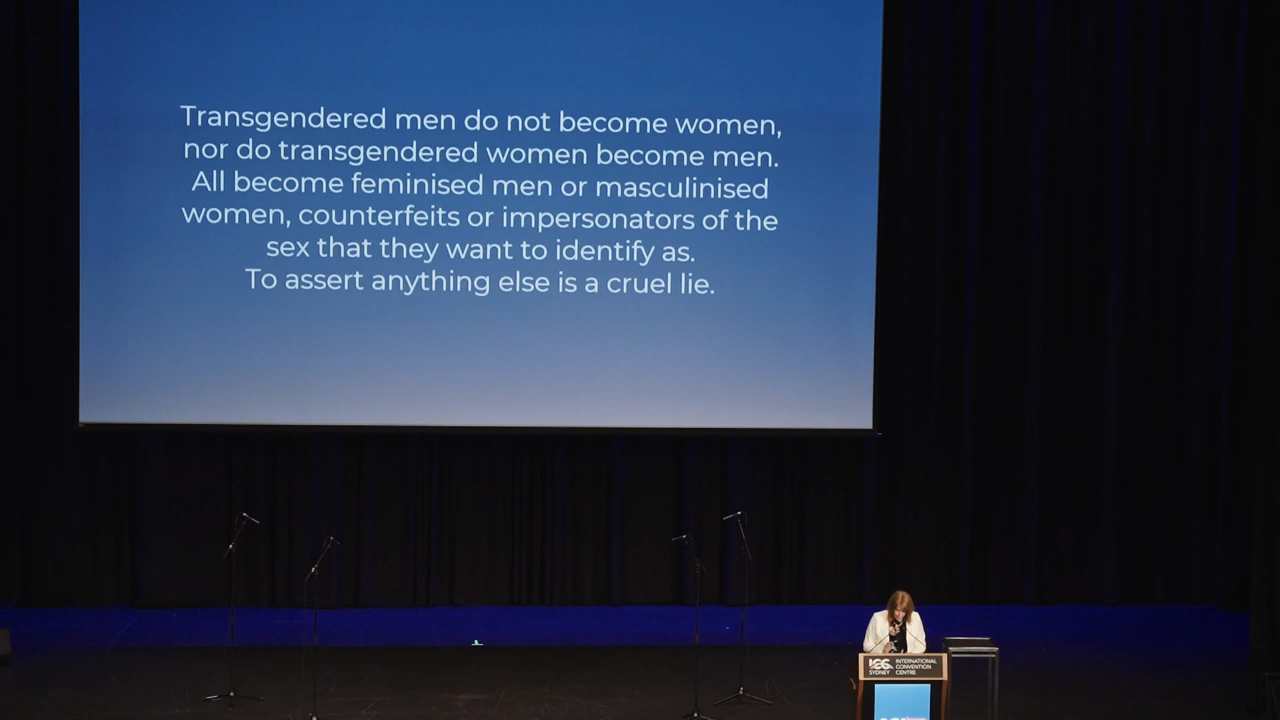 Transgendered men do not become women,
nor do transgendered women become men.
All become feminised men or masculinised
women, counterfeits or impersonators of the
sex that they want to identify as.
To assert anything else is a cruel lie.
ICC
SYDNEY
INTERNATIONAL
CONVENTION
CENTRE